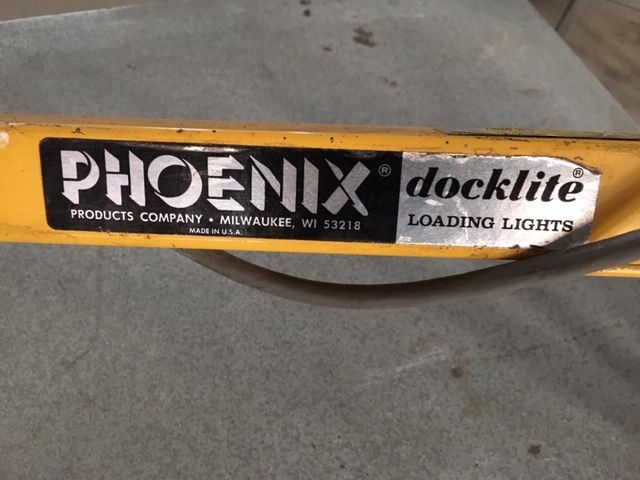 PHOENIX®
PRODUCTS COMPANY • MILWAUKEE, WI 53218
MADE IN U.S.A.
docklite®
LOADING LIGHTS